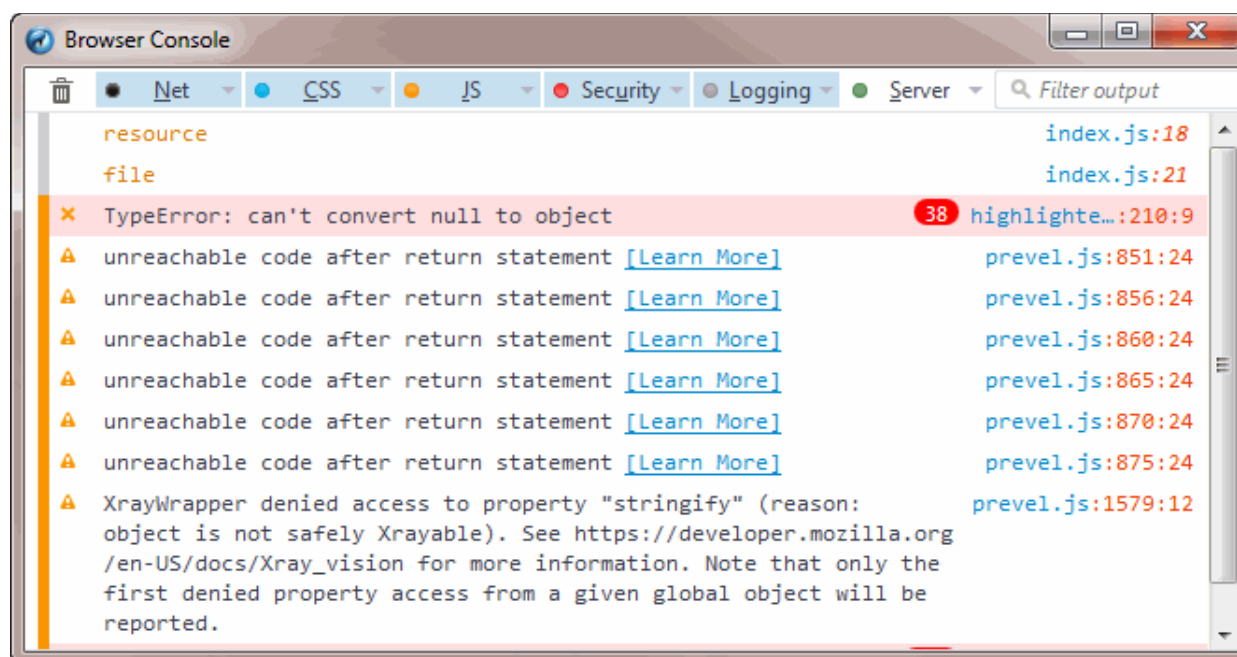 Browser Console
Net CSS JS Security Logging Server Filter output
resource index.js:18
file index.js:21
TypeError: can't convert null to object 38 highlighte…:210:9
unreachable code after return statement [Learn More] prevel.js:851:24
unreachable code after return statement [Learn More] prevel.js:856:24
unreachable code after return statement [Learn More] prevel.js:860:24
unreachable code after return statement [Learn More] prevel.js:865:24
unreachable code after return statement [Learn More] prevel.js:870:24
unreachable code after return statement [Learn More] prevel.js:875:24
XrayWrapper denied access to property "stringify" (reason: prevel.js:1579:12
object is not safely Xrayable). See https://developer.mozilla.org
/en-US/docs/Xray_vision for more information. Note that only the
first denied property access from a given global object will be
reported.